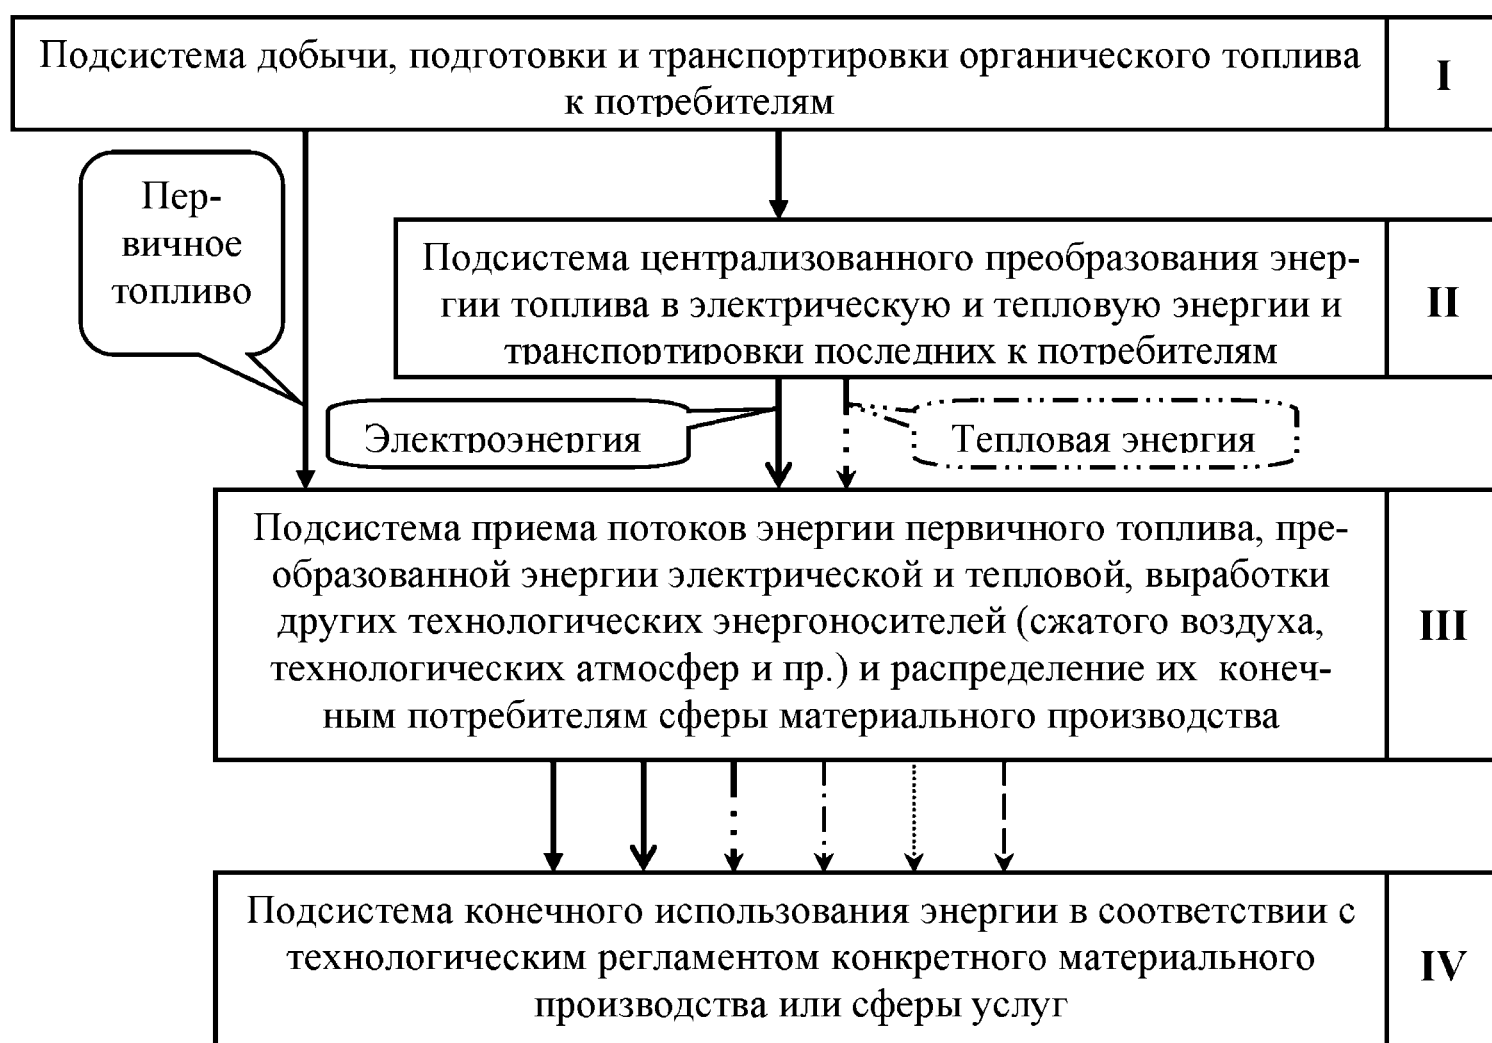 Подсистема добычи, подготовки и транспортировки органического топлива
к потребителям
I
Пер-
вичное
топливо
Подсистема централизованного преобразования энер-
гии топлива в электрическую и тепловую энергии и
транспортировки последних к потребителям
II
Электроэнергия
Тепловая энергия
Подсистема приема потоков энергии первичного топлива, пре-
образованной энергии электрической и тепловой, выработки
других технологических энергоносителей (сжатого воздуха,
технологических атмосфер и пр.) и распределение их конеч-
ным потребителям сферы материального производства
III
Подсистема конечного использования энергии в соответствии с
технологическим регламентом конкретного материального
производства или сферы услуг
IV